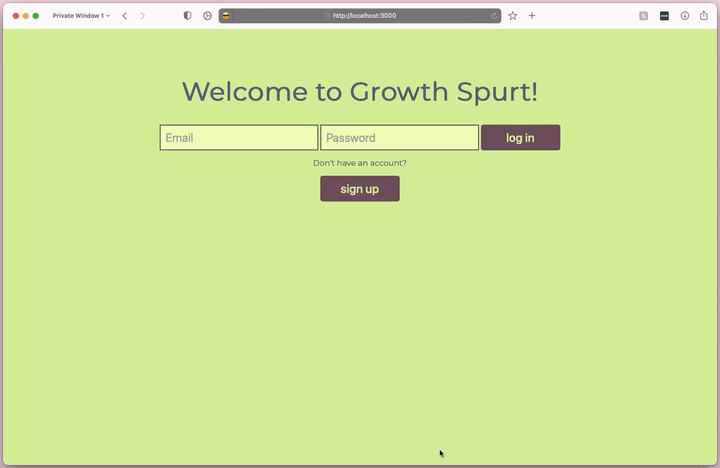 Private Window 1
http://localhost:3000
Welcome to Growth Spurt!
Email
Password
log in
Don't have an account?
sign up